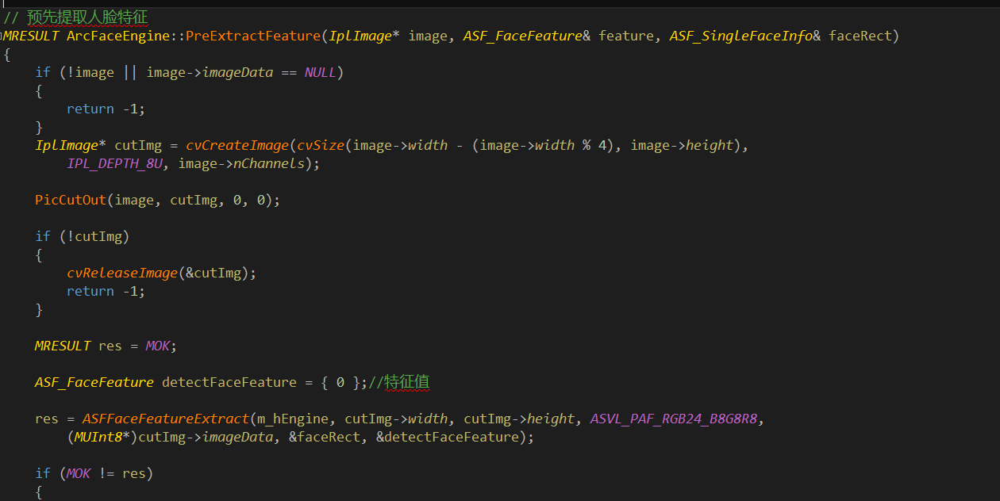 // 预先提取人脸特征
MRESULT ArcFaceEngine::PreExtractFeature(IplImage* image, ASF_FaceFeature& feature, ASF_SingleFaceInfo& faceRect)
{
    if (!image || image->imageData == NULL)
    {
        return -1;
    }
    IplImage* cutImg = cvCreateImage(cvSize(image->width - (image->width % 4), image->height),
        IPL_DEPTH_8U, image->nChannels);
    PicCutOut(image, cutImg, 0, 0);
    if (!cutImg)
    {
        cvReleaseImage(&cutImg);
        return -1;
    }
    MRESULT res = MOK;
    ASF_FaceFeature detectFaceFeature = { 0 };//特征值
    res = ASFFaceFeatureExtract(m_hEngine, cutImg->width, cutImg->height, ASVL_PAF_RGB24_B8G8R8,
        (MUInt8*)cutImg->imageData, &faceRect, &detectFaceFeature);
    if (MOK != res)
    {